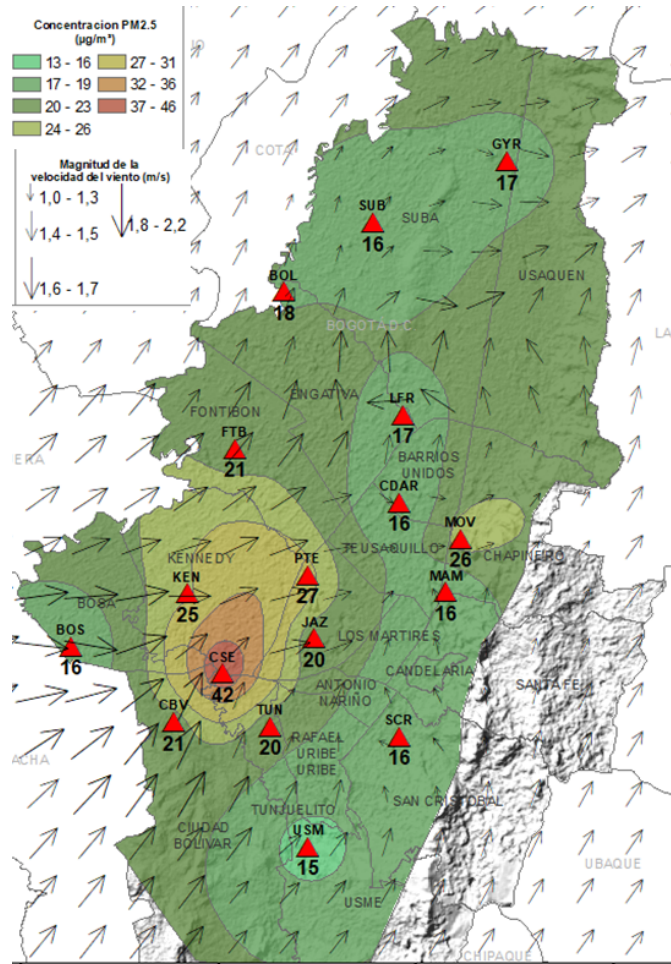 Concentracion PM2.5
(µg/m³)
13 - 16
27 - 31
17 - 19
32 - 36
20 - 23
37 - 46
24 - 26
Magnitud de la
velocidad del viento (m/s)
1,0 - 1,3
1,8 - 2,2
1,4 - 1,5
1,6 - 1,7
COTA
GYR
17
SUB
SUBA
16
USAQUEN
BOL
18
BOGOTA D.C
LA
ENGATIVA
LFR
FONTIBON
17
FTB
BARRIOS
UNIDOS
ERA
21
CDAR
16
MOV
TEUSAQUILLO
CHAPINERO
26
KENNEDY
PTE
KEN
27
MAM
25
16
BOSA
BOS
JAZ
LOS MARTIRES
16
20
CSE
CANDELARIA
42
SANTA FE
ANTONIO
NARIÑO
CBV
TUN
21
20
SCR
RAFAEL
URIBE
URIBE
16
ACHA
TUNJUELITO
SAN CRISTOBAL
CIUDAD
BOLIVAR
USM
15
UBAQUE
USME
CHIPAQUE